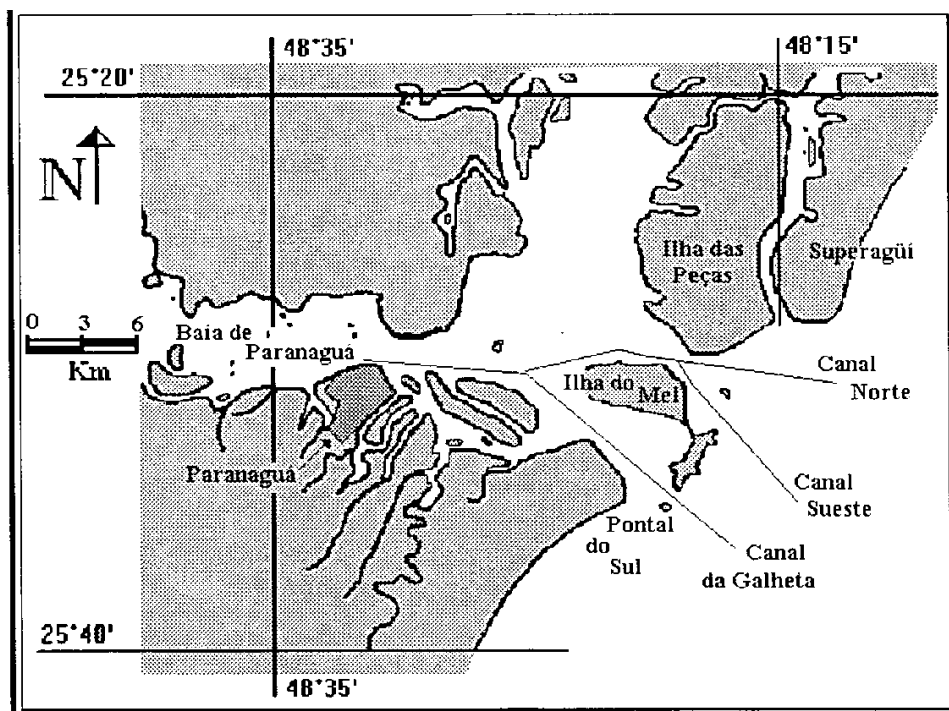 48°35'
48°15'
25°20'
N
Ilha das
Peças
Superagüí
0 3 6
Km
Baia de
Paranaguá
Ilha do
Mel
Canal
Norte
Paranaguá
Canal
Sueste
Pontal
do
Sul
Canal
da Galheta
25°40'
48°35'